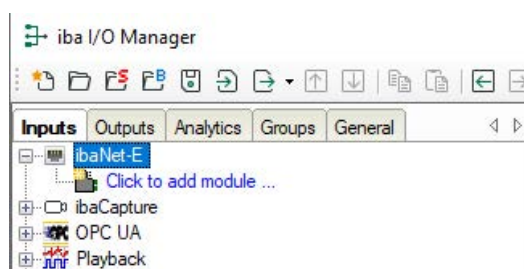 iba I/O Manager
Inputs Outputs Analytics Groups General
ibaNet-E
Click to add module ...
ibaCapture
OPC UA
Playback